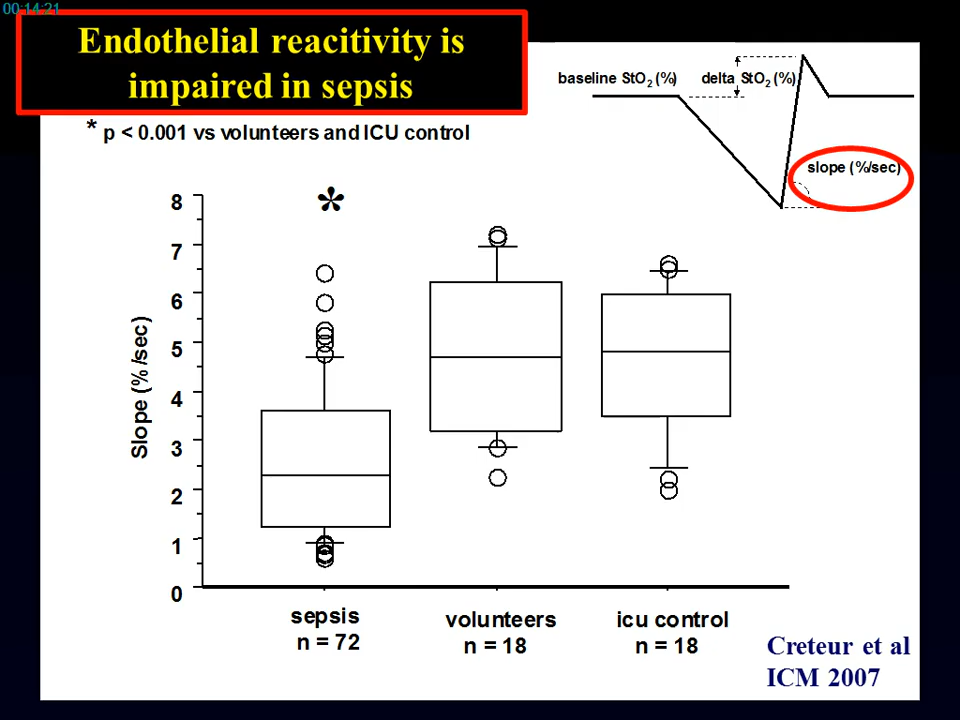 00:14:21
Endothelial reacitivity is
impaired in sepsis
* p < 0.001 vs volunteers and ICU control
baseline StO2 (%)
delta StO2 (%)
slope (%/sec)
*
Slope (%/sec)
8
7
6
5
4
3
2
1
0
sepsis
n = 72
volunteers
n = 18
icu control
n = 18
Creteur et al
ICM 2007